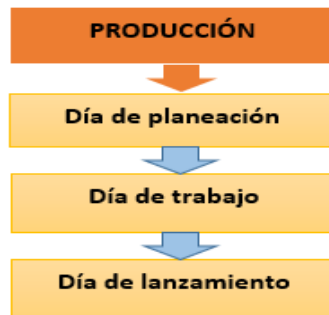 PRODUCCIÓN
Día de planeación
Día de trabajo
Día de lanzamiento